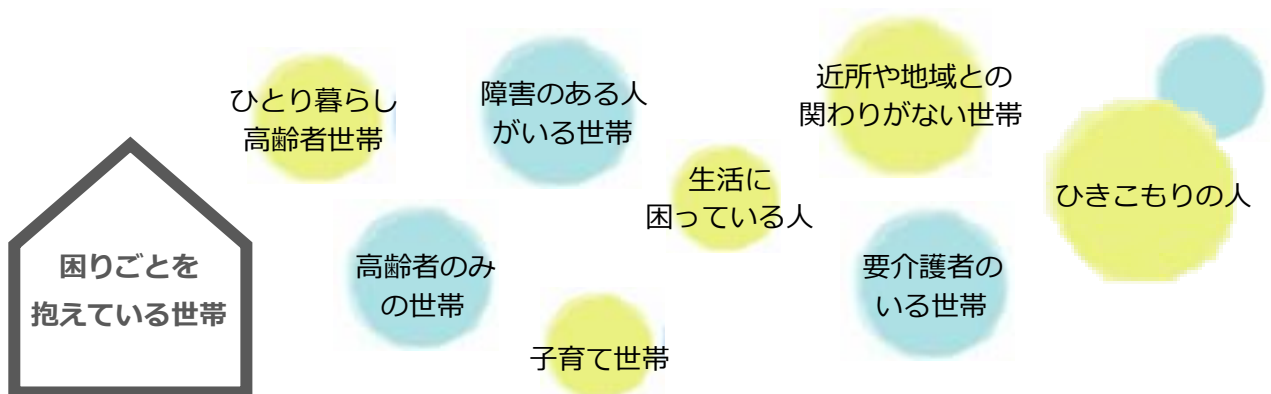 困りごとを
抱えている世帯
ひとり暮らし
高齢者世帯
障害のある人
がいる世帯
近所や地域との
関わりがない世帯
生活に
困っている人
ひきこもりの人
高齢者のみ
の世帯
要介護者の
いる世帯
子育て世帯